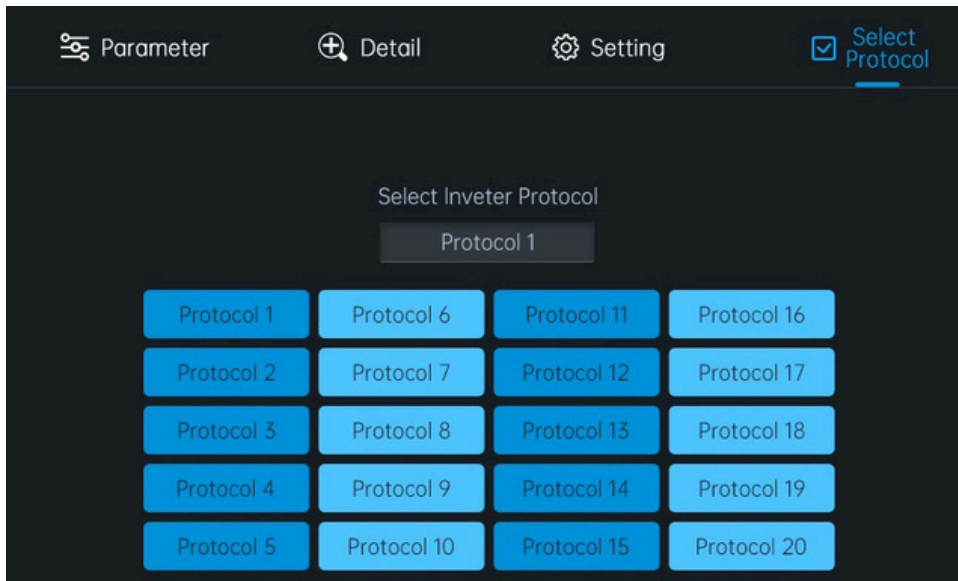 Parameter
Detail
Setting
Select
Protocol
Select Inveter Protocol
Protocol 1
Protocol 1
Protocol 6
Protocol 11
Protocol 16
Protocol 2
Protocol 7
Protocol 12
Protocol 17
Protocol 3
Protocol 8
Protocol 13
Protocol 18
Protocol 4
Protocol 9
Protocol 14
Protocol 19
Protocol 5
Protocol 10
Protocol 15
Protocol 20